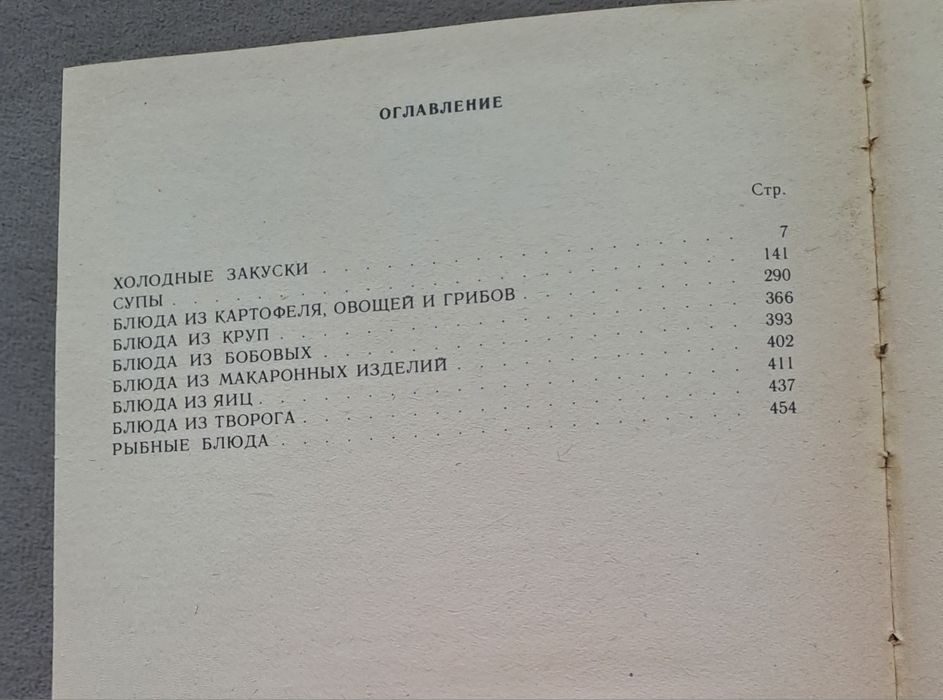 ОГЛАВЛЕНИЕ
Стр.
ХОЛОДНЫЕ ЗАКУСКИ . . . . . . . . . . . . . . . . . . 7
СУПЫ . . . . . . . . . . . . . . . . . . . . . . 141
БЛЮДА ИЗ КАРТОФЕЛЯ, ОВОЩЕЙ И ГРИБОВ . . . . . . . . 290
БЛЮДА ИЗ КРУП . . . . . . . . . . . . . . . . . . 366
БЛЮДА ИЗ БОБОВЫХ . . . . . . . . . . . . . . . . . 393
БЛЮДА ИЗ МАКАРОННЫХ ИЗДЕЛИЙ . . . . . . . . . . . 402
БЛЮДА ИЗ ЯИЦ . . . . . . . . . . . . . . . . . . . 411
БЛЮДА ИЗ ТВОРОГА . . . . . . . . . . . . . . . . . 437
РЫБНЫЕ БЛЮДА . . . . . . . . . . . . . . . . . . . 454